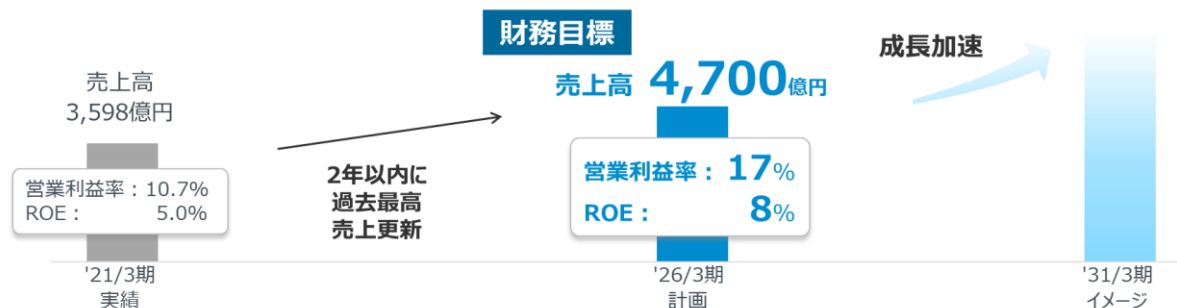 財務目標
売上高
3,598億円
営業利益率：10.7%
ROE： 5.0%
'21/3期
実績
2年以内に
過去最高
売上更新
売上高 4,700億円
営業利益率： 17%
ROE： 8%
'26/3期
計画
成長加速
'31/3期
イメージ